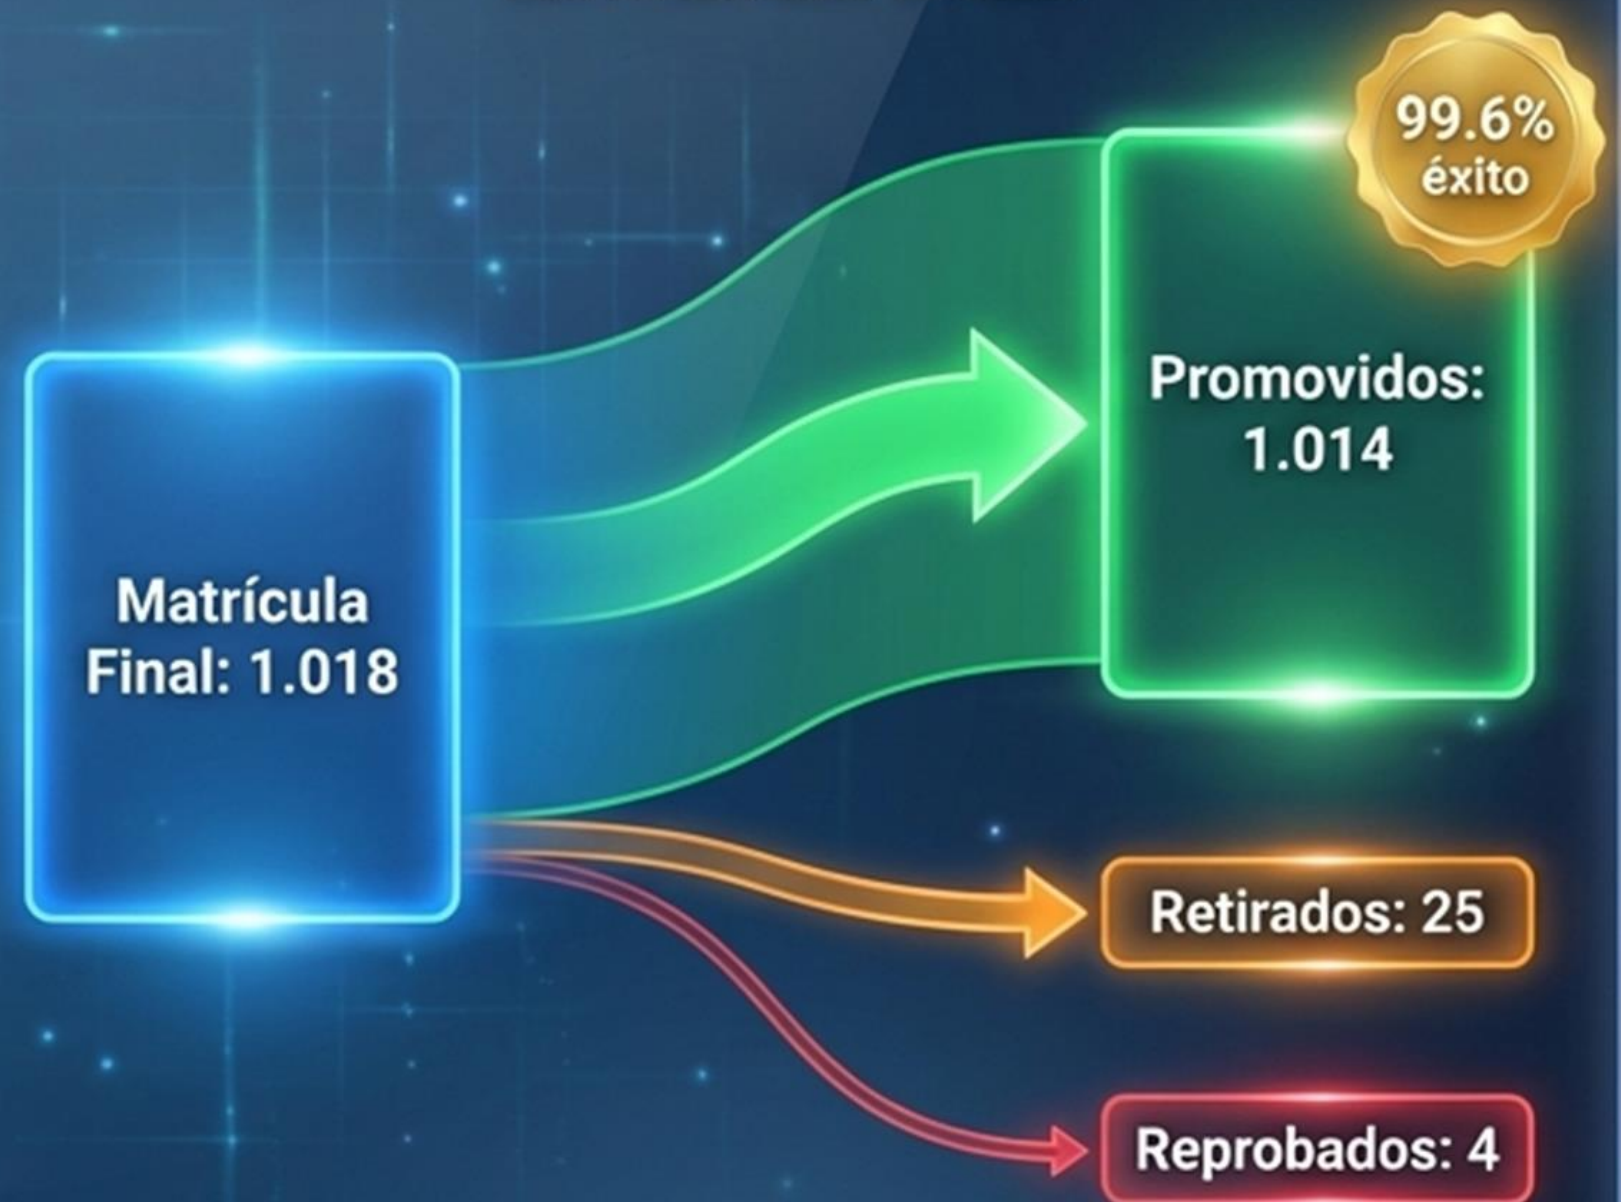 99.6%
éxito
Promovidos:
1.014
Matrícula
Final: 1.018
Retirados: 25
Reprobados: 4